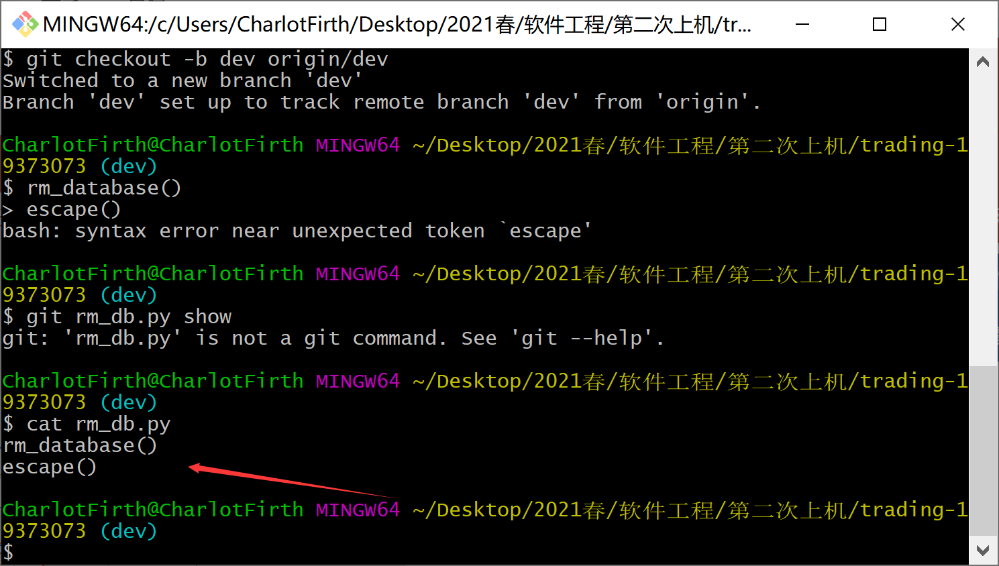 MINGW64:/c/Users/CharlotFirth/Desktop/2021春/软件工程/第二次上机/tr...
$ git checkout -b dev origin/dev
Switched to a new branch 'dev'
Branch 'dev' set up to track remote branch 'dev' from 'origin'.
CharlotFirth@CharlotFirth MINGW64 ~/Desktop/2021春/软件工程/第二次上机/trading-1
9373073 (dev)
$ rm_database()
> escape()
bash: syntax error near unexpected token `escape'
CharlotFirth@CharlotFirth MINGW64 ~/Desktop/2021春/软件工程/第二次上机/trading-1
9373073 (dev)
$ git rm_db.py show
git: 'rm_db.py' is not a git command. See 'git --help'.
CharlotFirth@CharlotFirth MINGW64 ~/Desktop/2021春/软件工程/第二次上机/trading-1
9373073 (dev)
$ cat rm_db.py
rm_database()
escape()
CharlotFirth@CharlotFirth MINGW64 ~/Desktop/2021春/软件工程/第二次上机/trading-1
9373073 (dev)
$